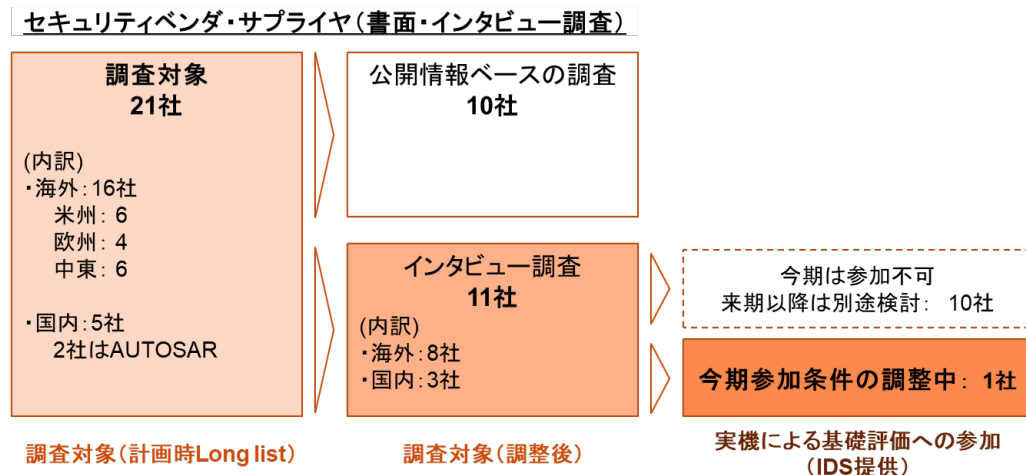 セキュリティベンダ・サプライヤ(書面・インタビュー調査)
調査対象
21社
(内訳)
・海外:16社
米州: 6
欧州: 4
中東: 6
・国内:5社
2社はAUTOSAR
調査対象(計画時Long list)
公開情報ベースの調査
10社
インタビュー調査
11社
(内訳)
・海外:8社
・国内:3社
調査対象(調整後)
今期は参加不可
来期以降は別途検討: 10社
今期参加条件の調整中: 1社
実機による基礎評価への参加
(IDS提供)